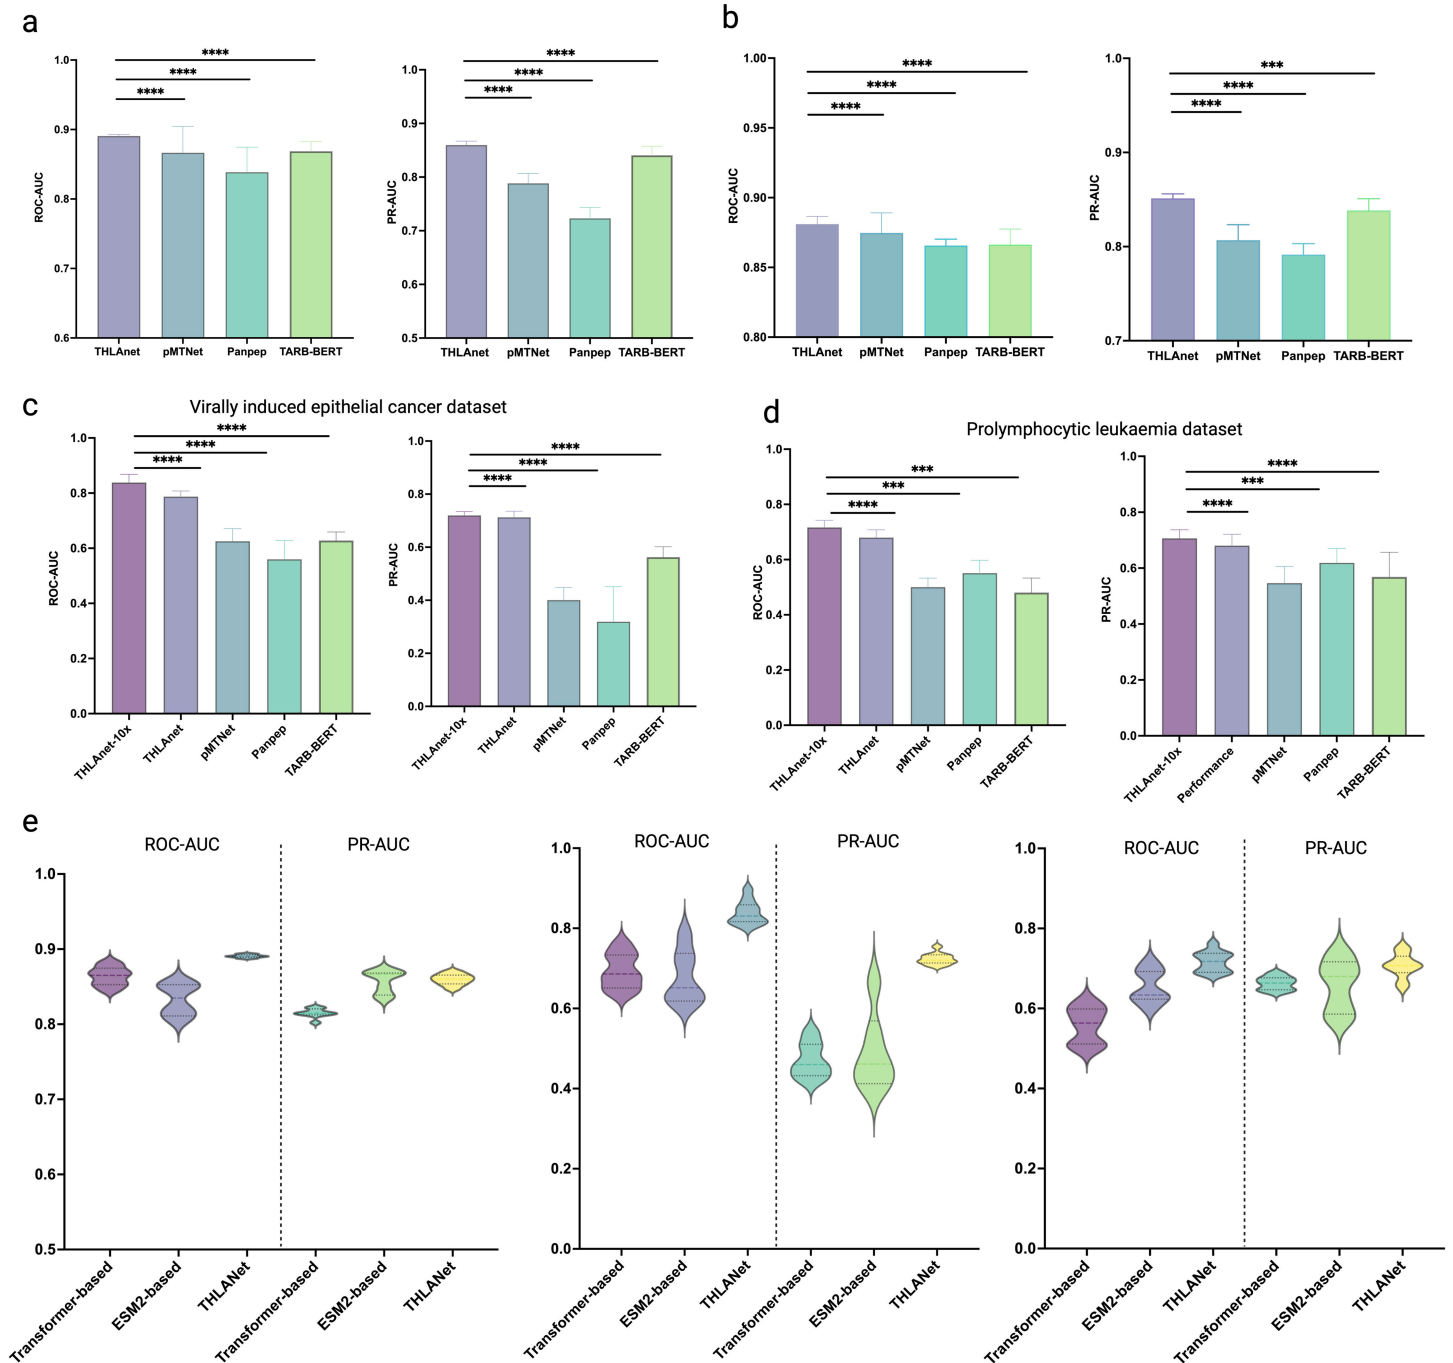 a
****
****
****
1.0
0.9
0.8
0.7
0.6
ROC-AUC
THLAnet pMTNet Panpep TARB-BERT
****
****
****
1.0
0.9
0.8
0.7
0.6
0.5
PR-AUC
THLAnet pMTNet Panpep TARB-BERT
b
****
****
****
1.00
0.95
0.90
0.85
0.80
ROC-AUC
THLAnet pMTNet Panpep TARB-BERT
***
****
****
1.0
0.9
0.8
0.7
PR-AUC
THLAnet pMTNet Panpep TARB-BERT
c
Virally induced epithelial cancer dataset
****
****
****
1.0
0.8
0.6
0.4
0.2
0.0
ROC-AUC
THLAnet-10x
THLAnet
pMTNet
Panpep
TARB-BERT
****
****
****
1.0
0.8
0.6
0.4
0.2
0.0
PR-AUC
THLAnet-10x
THLAnet
pMTNet
Panpep
TARB-BERT
d
Prolymphocytic leukaemia dataset
***
***
****
1.0
0.8
0.6
0.4
0.2
0.0
ROC-AUC
THLAnet-10x
THLAnet
pMTNet
Panpep
TARB-BERT
****
***
****
1.0
0.8
0.6
0.4
0.2
0.0
PR-AUC
THLAnet-10x
Performance
pMTNet
Panpep
TARB-BERT
e
ROC-AUC
PR-AUC
1.0
0.9
0.8
0.7
0.6
0.5
Transformer-based
ESM2-based
THLANet
Transformer-based
ESM2-based
THLANet
ROC-AUC
PR-AUC
1.0
0.8
0.6
0.4
0.2
0.0
Transformer-based
ESM2-based
THLANet
Transformer-based
ESM2-based
THLANet
ROC-AUC
PR-AUC
1.0
0.8
0.6
0.4
0.2
0.0
Transformer-based
ESM2-based
THLANet
Transformer-based
ESM2-based
THLANet